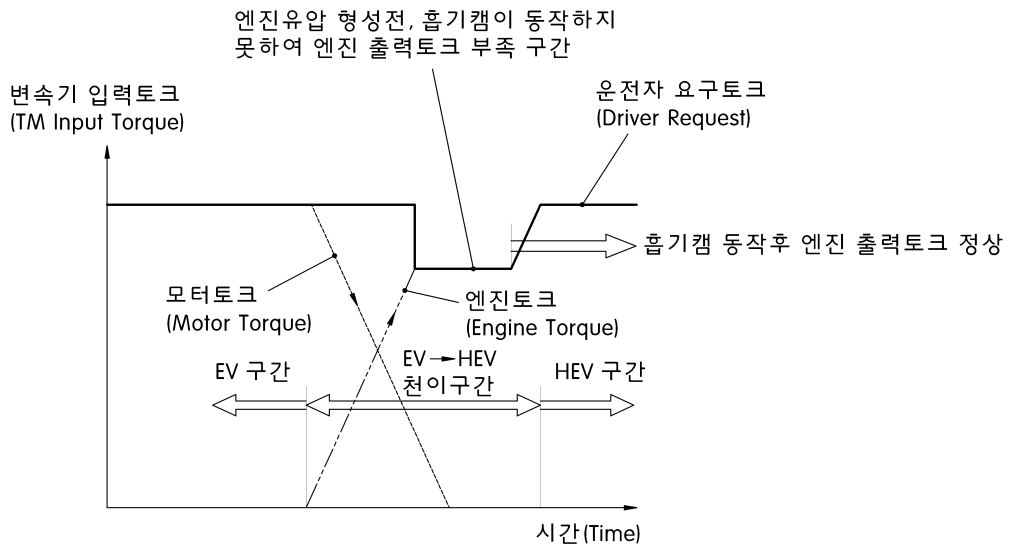 엔진유압 형성전, 흡기캠이 동작하지
못하여 엔진 출력토크 부족 구간
변속기 입력토크
(TM Input Torque)
운전자 요구토크
(Driver Request)
흡기캠 동작후 엔진 출력토크 정상
모터토크
(Motor Torque)
엔진토크
(Engine Torque)
EV 구간
EV→HEV
천이구간
HEV 구간
시간(Time)